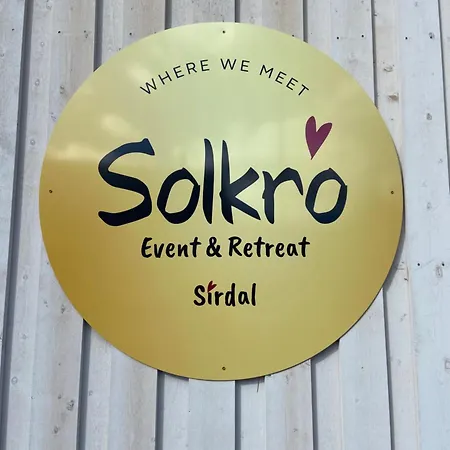 WHERE WE MEET
Solkro
Event & Retreat
Sirdal